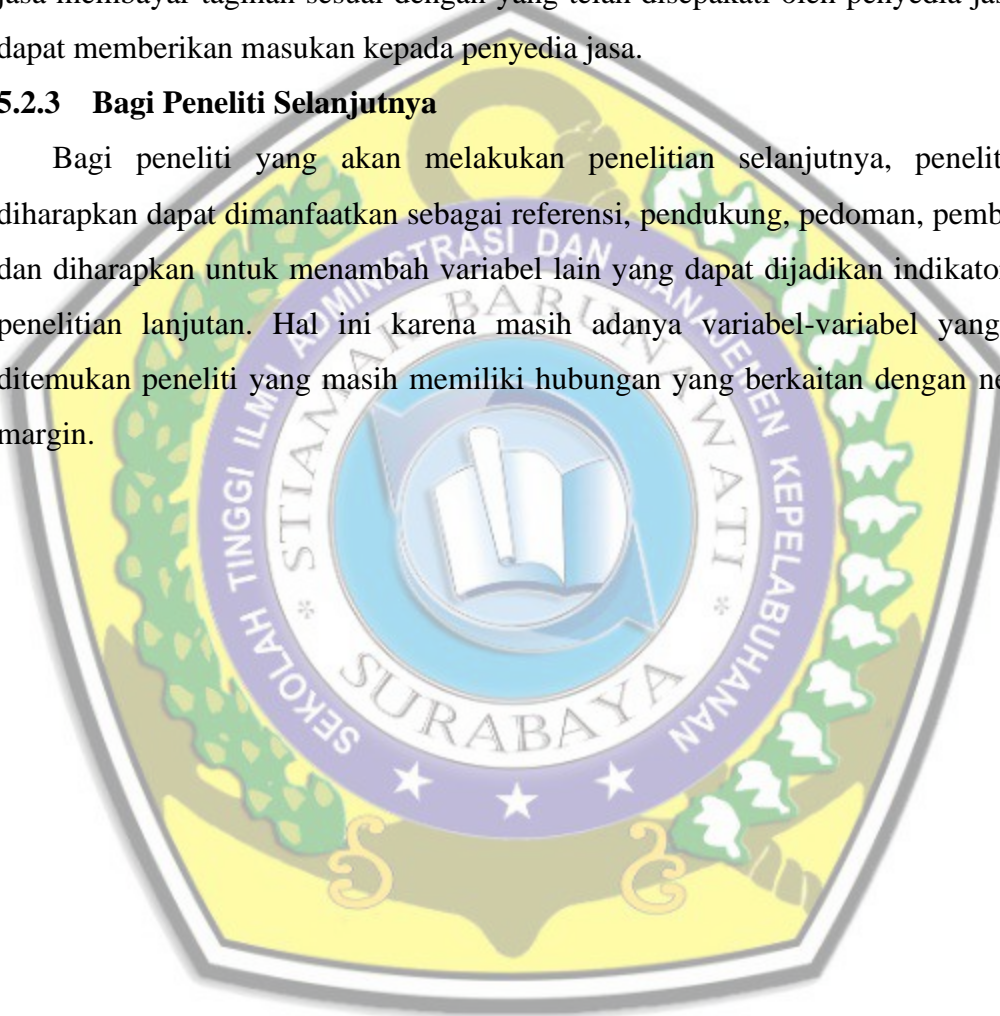 jasa membayar tagihan sesuai dengan yang telah disepakati oleh penyedia jas
dapat memberikan masukan kepada penyedia jasa.
5.2.3 Bagi Peneliti Selanjutnya
Bagi peneliti yang akan melakukan penelitian selanjutnya, penelit
diharapkan dapat dimanfaatkan sebagai referensi, pendukung, pedoman, pemb
dan diharapkan untuk menambah variabel lain yang dapat dijadikan indikator
penelitian lanjutan. Hal ini karena masih adanya variabel-variabel yang
ditemukan peneliti yang masih memiliki hubungan yang berkaitan dengan ne
margin.
SEKOLAH TINGGI ILMU ADMINISTRASI DAN MANAJEMEN KEPELABUHANAN
STIAMAK BARUNAWATI
SURABAYA